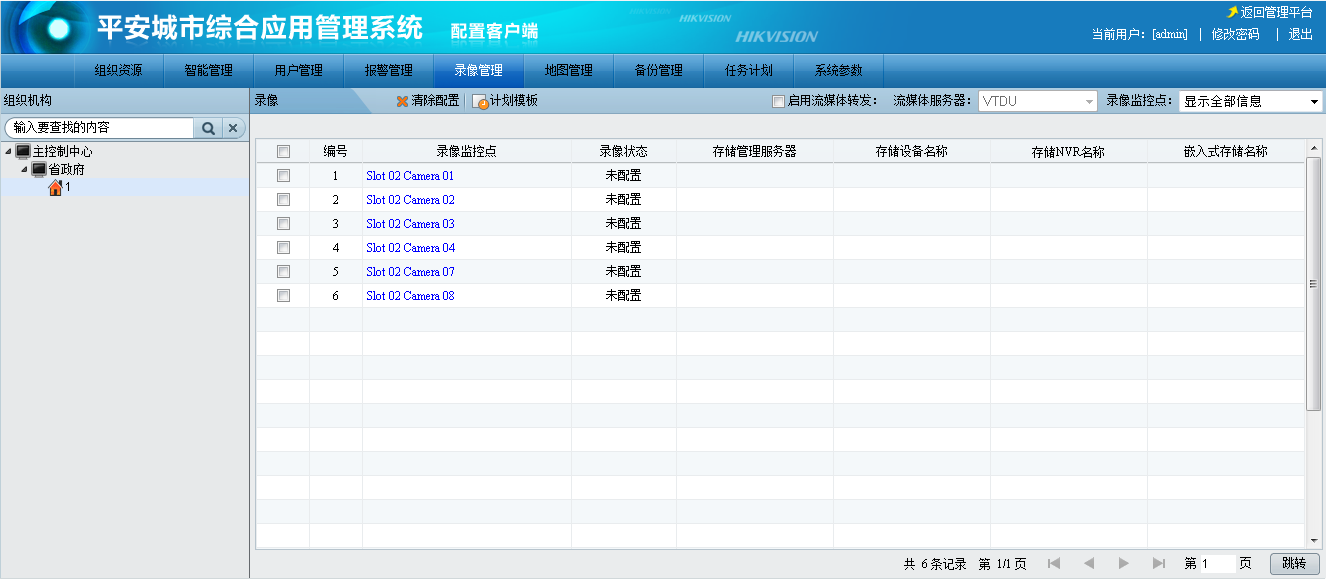 平安城市综合应用管理系统 配置客户端 HIKVISION HIKVISION 返回管理平台
当前用户: [admin] | 修改密码 | 退出
组织资源 智能管理 用户管理 报警管理 录像管理 地图管理 备份管理 任务计划 系统参数
组织机构 录像 清除配置 计划模板 启用流媒体转发: 流媒体服务器: VTDU 录像监控点: 显示全部信息
输入要查找的内容
主控制中心
省政府
1
编号 录像监控点 录像状态 存储管理服务器 存储设备名称 存储NVR名称 嵌入式存储名称
1 Slot 02 Camera 01 未配置
2 Slot 02 Camera 02 未配置
3 Slot 02 Camera 03 未配置
4 Slot 02 Camera 04 未配置
5 Slot 02 Camera 07 未配置
6 Slot 02 Camera 08 未配置
共 6 条记录 第 1/1 页 第 1 页 跳转